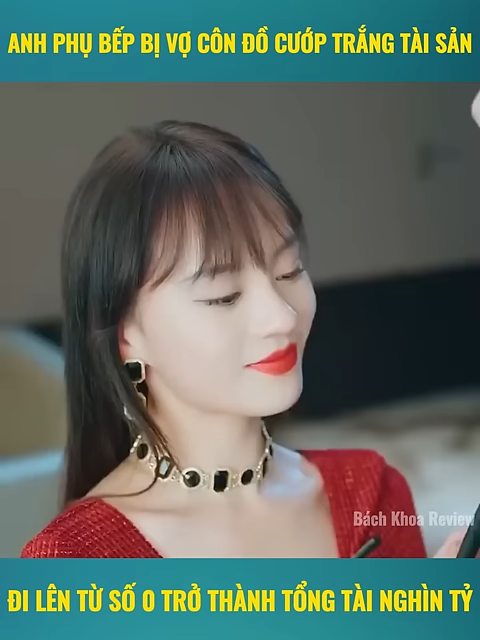 ANH PHỤ BẾP BỊ VỢ CÔN ĐỒ CƯỚP TRẮNG TÀI SẢN
Bách Khoa Review
ĐI LÊN TỪ SỐ 0 TRỞ THÀNH TỔNG TÀI NGHÌN TỶ